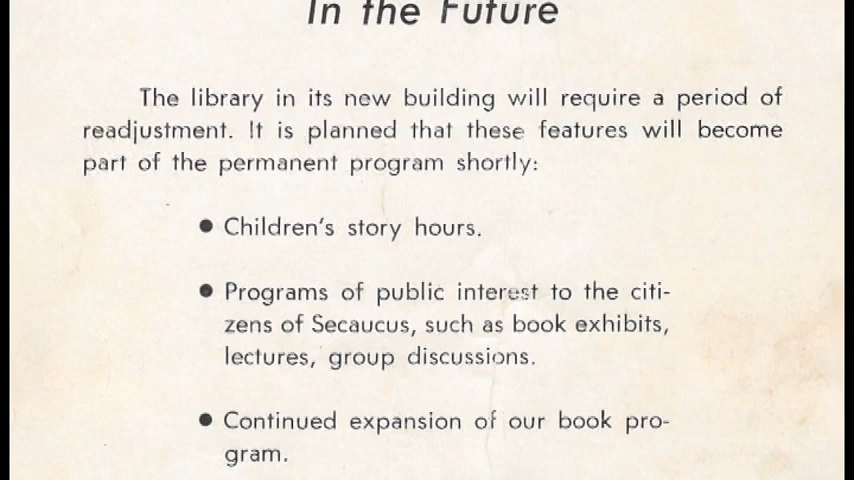 In the Future
The library in its new building will require a period of
readjustment. It is planned that these features will become
part of the permanent program shortly:
● Children's story hours.
● Programs of public interest to the citi-
zens of Secaucus, such as book exhibits,
lectures, group discussions.
● Continued expansion of our book pro-
gram.